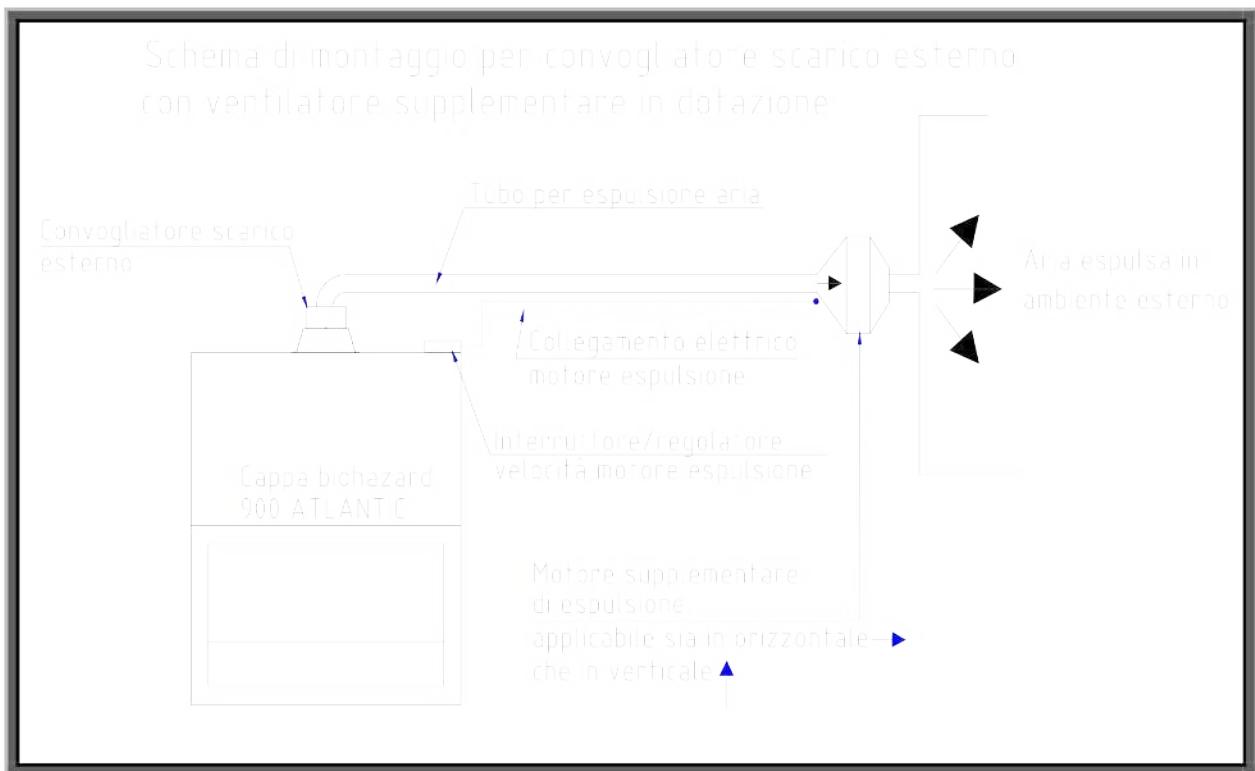 Schema di montaggio per convogliatore scarico esterno
con ventilatore supplementare in dotazione
Tubo per espulsione aria
Convogliatore scarico
esterno
Aria espulsa in
ambiente esterno
Collegamento elettrico
motore espulsione
Interruttore/regolatore
velocità motore espulsione
Cappa biohazard
900 ATLANTIC
Motore supplementare
di espulsione
applicabile sia in orizzontale
che in verticale